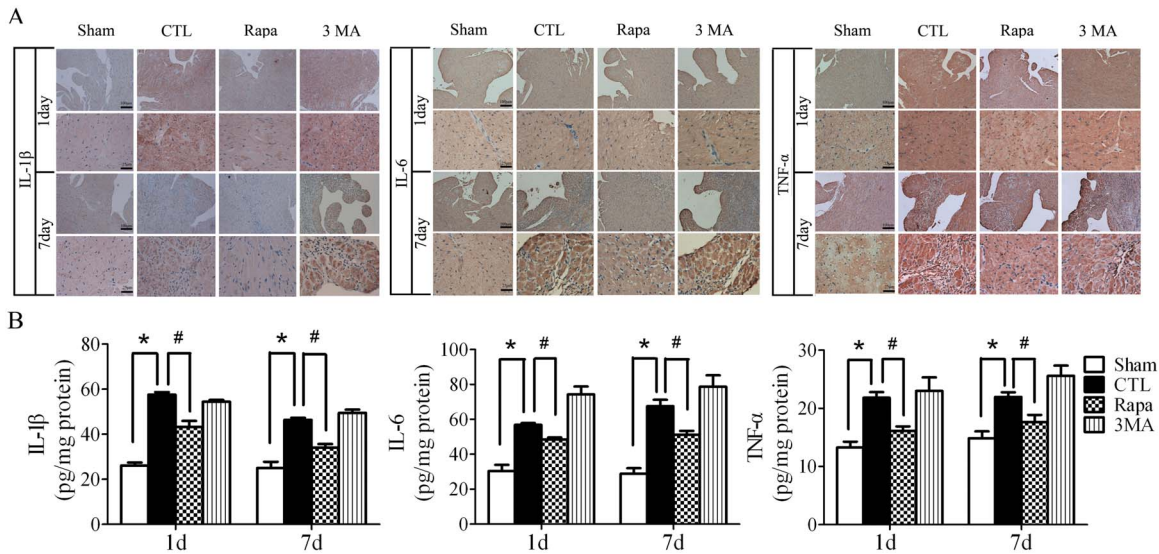 A
Sham CTL Rapa 3 MA
Sham CTL Rapa 3 MA
Sham CTL Rapa 3 MA
IL-1β
1day
7day
IL-6
1day
7day
TNF-α
1day
7day
B
IL-1β
(pg/mg protein)
80
60
40
20
0
* #
* #
1d 7d
IL-6
(pg/mg protein)
100
80
60
40
20
0
* #
* #
1d 7d
TNF-α
(pg/mg protein)
30
20
10
0
* #
* #
1d 7d
Sham
CTL
Rapa
3MA